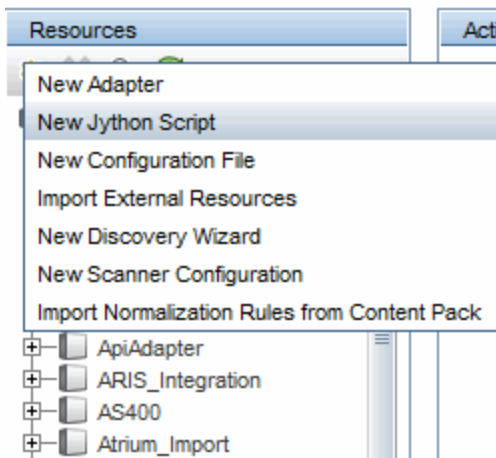 Resources
Acti
New Adapter
New Jython Script
New Configuration File
Import External Resources
New Discovery Wizard
New Scanner Configuration
Import Normalization Rules from Content Pack
ApiAdapter
ARIS_Integration
AS400
Atrium_Import